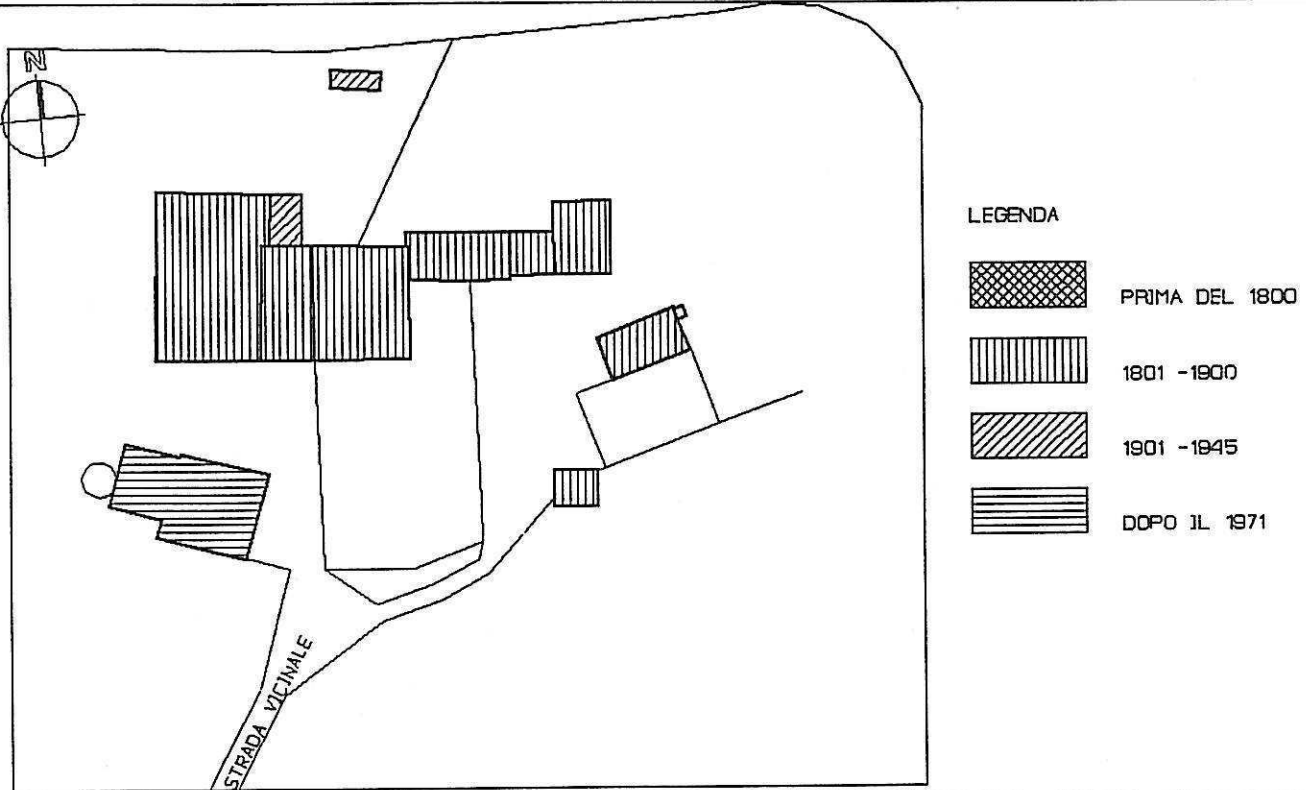 N
LEGENDA
PRIMA DEL 1800
1801 -1900
1901 -1945
DOPO IL 1971
STRADA VICINALE